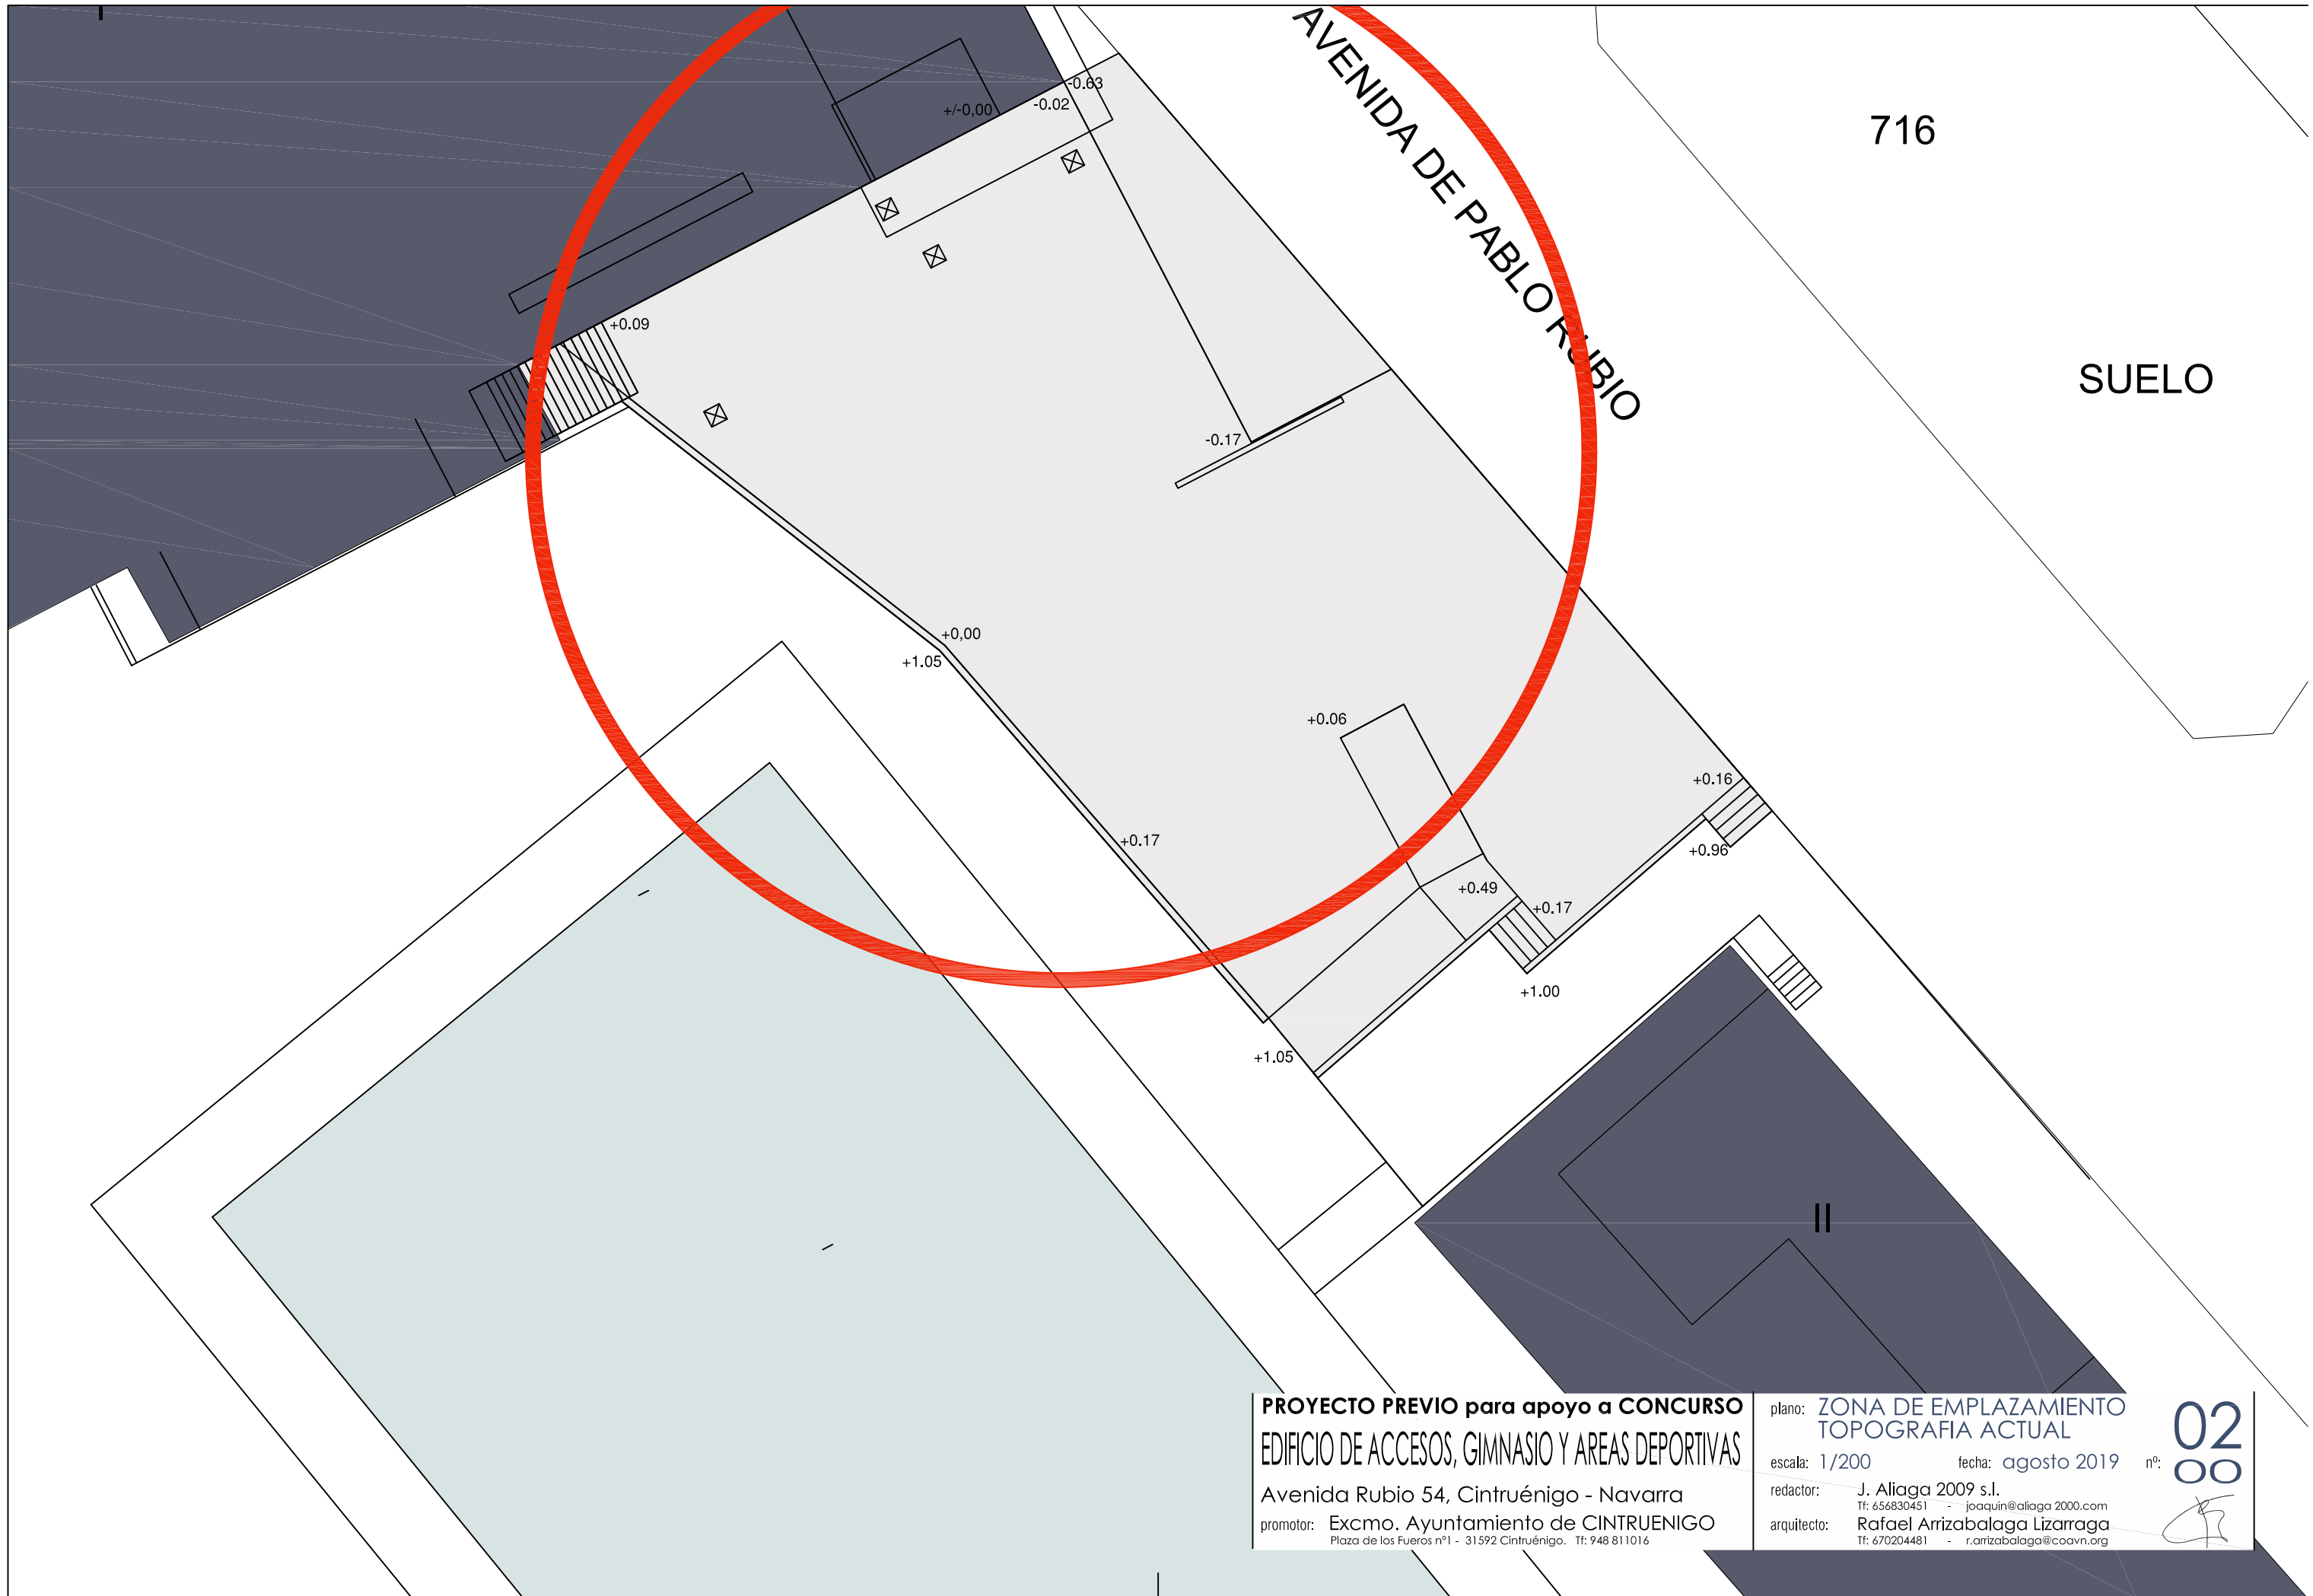 I
AVENIDA DE PABLO RUBIO
716
SUELO
-0.63
-0.02
+/-0,00
+0.09
-0.17
+0,00
+1.05
+0.06
+0.16
+0.17
+0.96
+0.49
+0.17
+1.00
+1.05
I
I
II
PROYECTO PREVIO para apoyo a CONCURSO
EDIFICIO DE ACCESOS, GIMNASIO Y AREAS DEPORTIVAS
Avenida Rubio 54, Cintruénigo - Navarra
promotor: Excmo. Ayuntamiento de CINTRUENIGO
Plaza de los Fueros nº1 - 31592 Cintruénigo. Tf: 948 811016
plano: ZONA DE EMPLAZAMIENTO
TOPOGRAFIA ACTUAL
escala: 1/200 fecha: agosto 2019 nº: 02
00
redactor: J. Aliaga 2009 s.l.
Tf: 656830451 - joaquin@aliaga 2000.com
arquitecto: Rafael Arrizabalaga Lizarraga
Tf: 670204481 - r.arrizabalaga@coavn.org